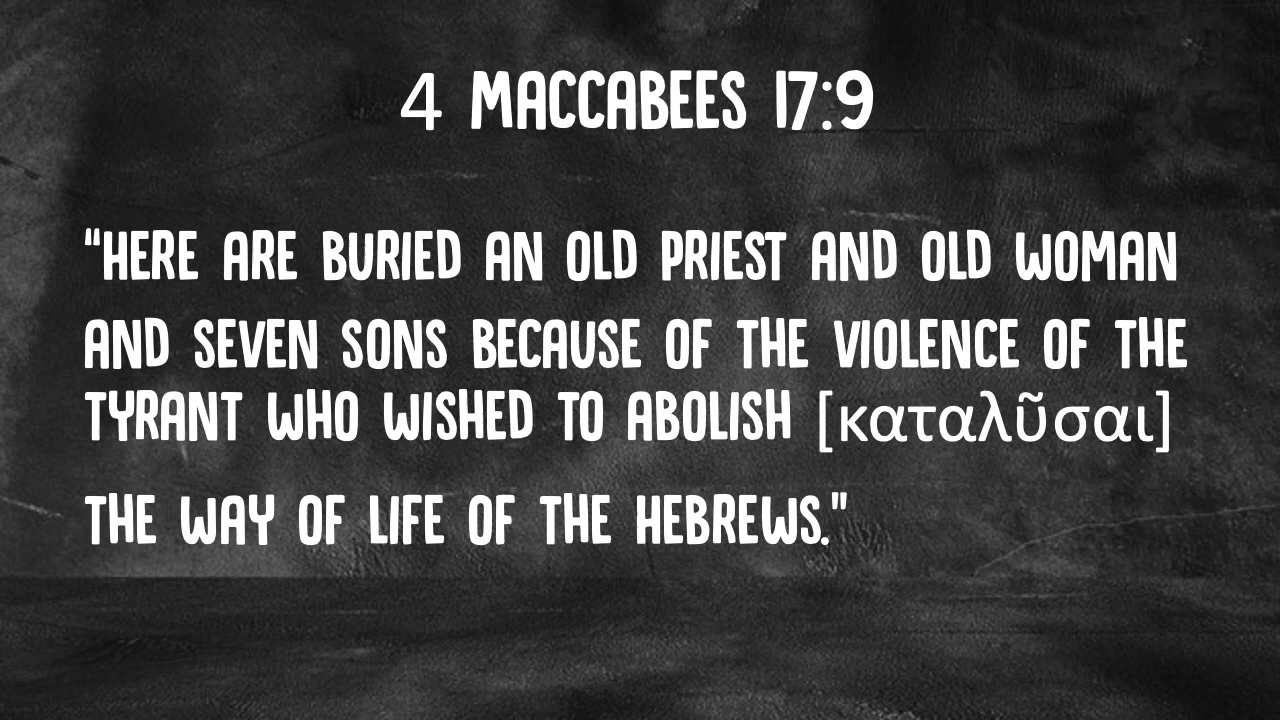 4 MACCABEES 17:9
"HERE ARE BURIED AN OLD PRIEST AND OLD WOMAN
AND SEVEN SONS BECAUSE OF THE VIOLENCE OF THE
TYRANT WHO WISHED TO ABOLISH [καταλῦσαι]
THE WAY OF LIFE OF THE HEBREWS."